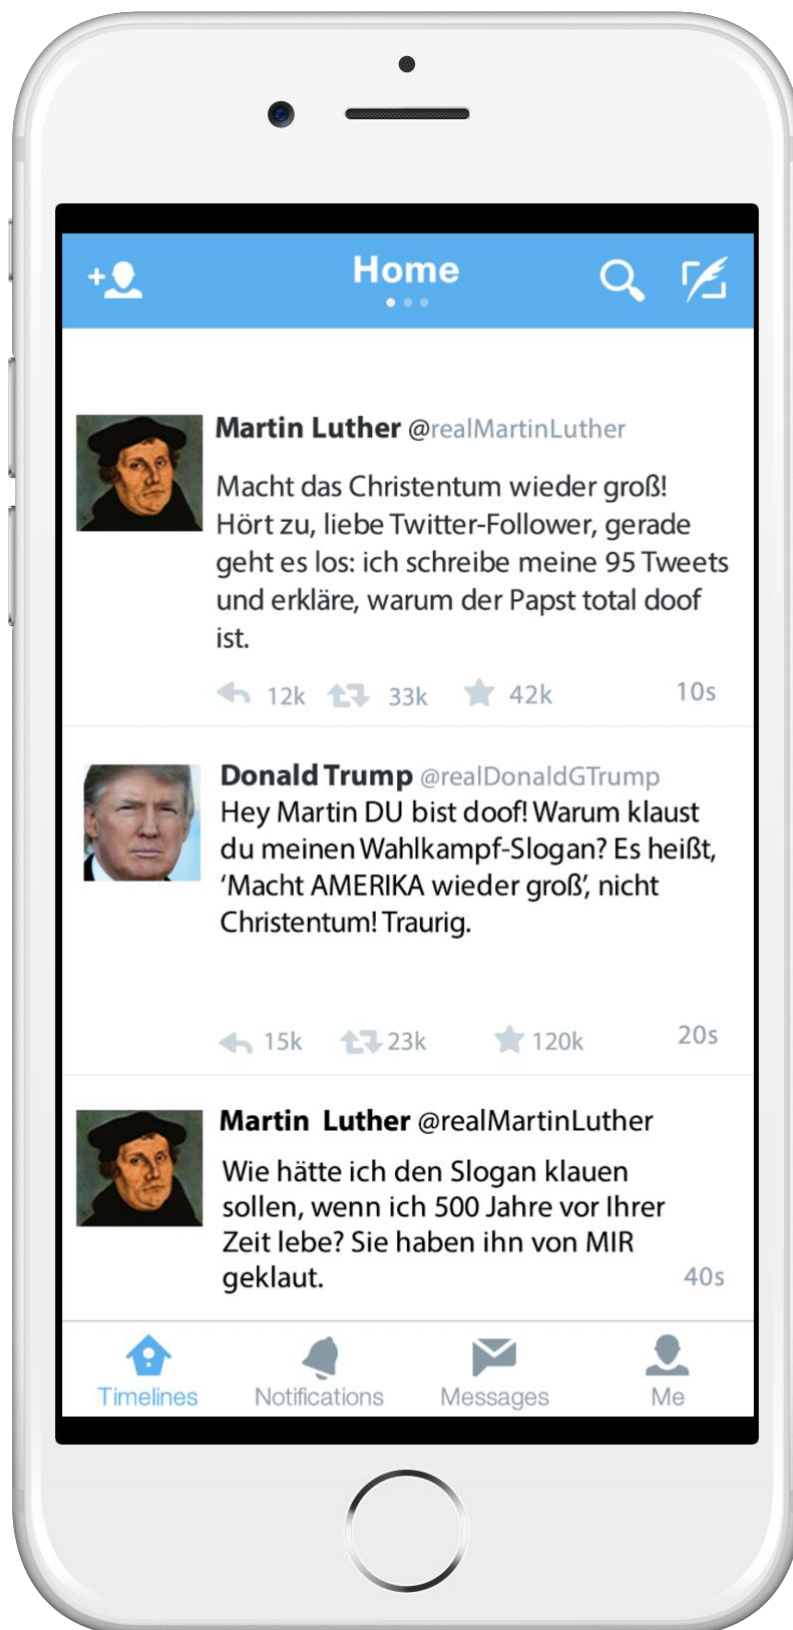 Home
Martin Luther @realMartinLuther
Macht das Christentum wieder groß!
Hört zu, liebe Twitter-Follower, gerade
geht es los: ich schreibe meine 95 Tweets
und erkläre, warum der Papst total doof
ist.
12k 33k 42k 10s
Donald Trump @realDonaldGTrump
Hey Martin DU bist doof! Warum klaust
du meinen Wahlkampf-Slogan? Es heißt,
‘Macht AMERIKA wieder groß’, nicht
Christentum! Traurig.
15k 23k 120k 20s
Martin Luther @realMartinLuther
Wie hätte ich den Slogan klauen
sollen, wenn ich 500 Jahre vor Ihrer
Zeit lebe? Sie haben ihn von MIR
geklaut. 40s
Timelines Notifications Messages Me